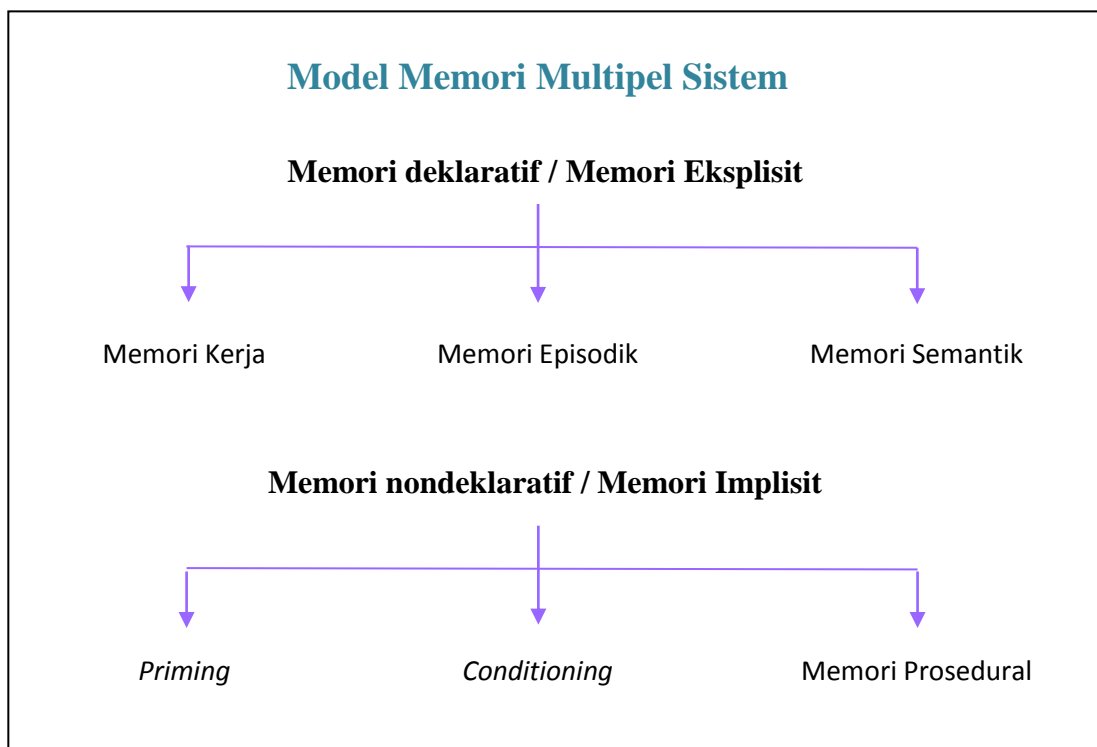 Model Memori Multipel Sistem
Memori deklaratif / Memori Eksplisit
Memori Kerja
Memori Episodik
Memori Semantik
Memori nondeklaratif / Memori Implisit
Priming
Conditioning
Memori Prosedural